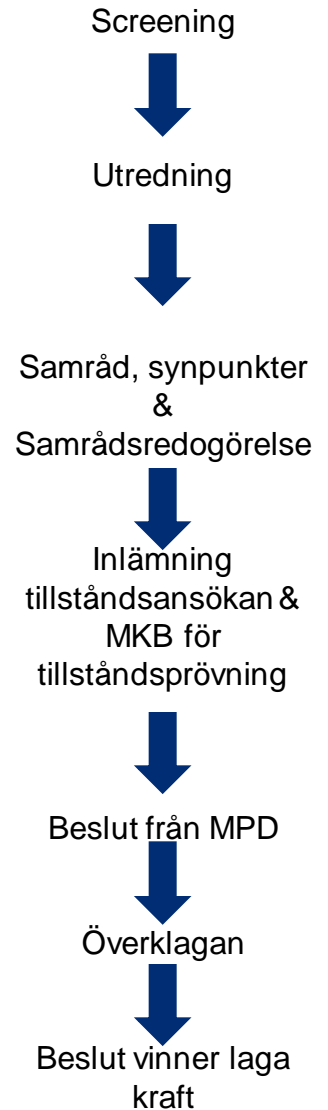 Screening
Utredning
Samråd, synpunkter
&
Samrådsredogörelse
Inlämning
tillståndsansökan &
MKB för
tillståndsprövning
Beslut från MPD
Överklagan
Beslut vinner laga
kraft